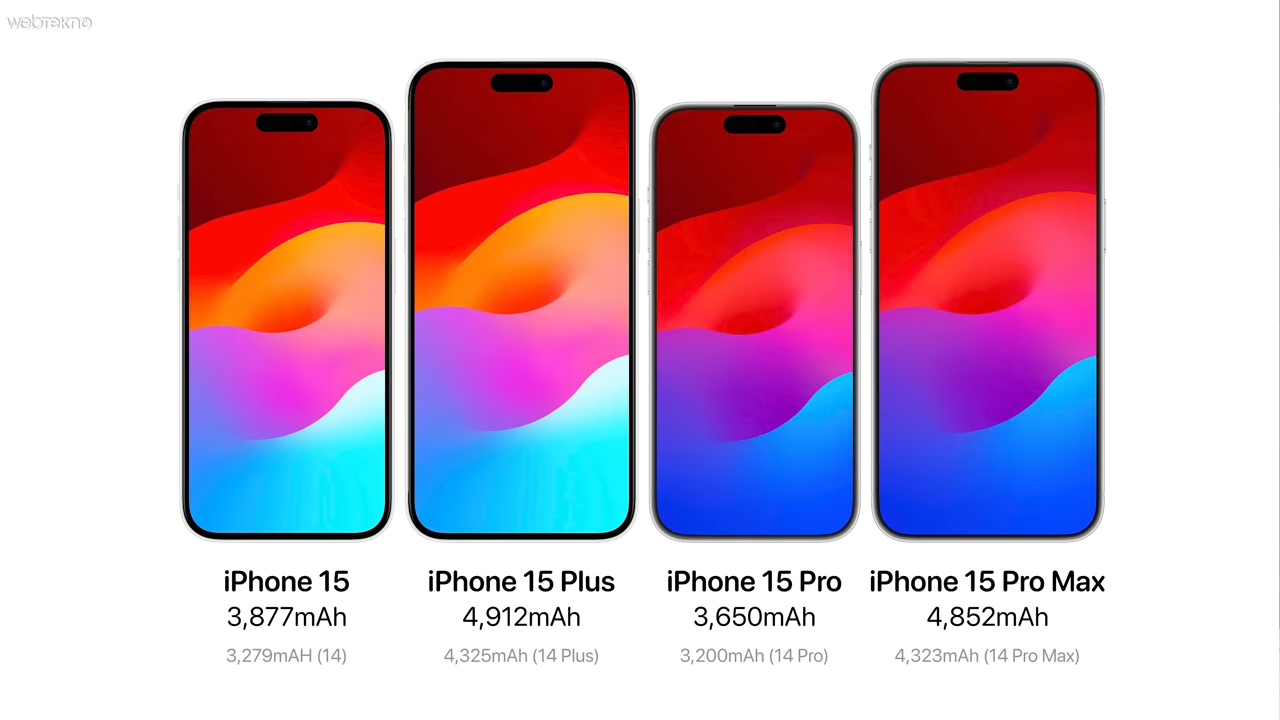 webtekno
iPhone 15
3,877mAh
3,279mAH (14)
iPhone 15 Plus
4,912mAh
4,325mAh (14 Plus)
iPhone 15 Pro
3,650mAh
3,200mAh (14 Pro)
iPhone 15 Pro Max
4,852mAh
4,323mAh (14 Pro Max)